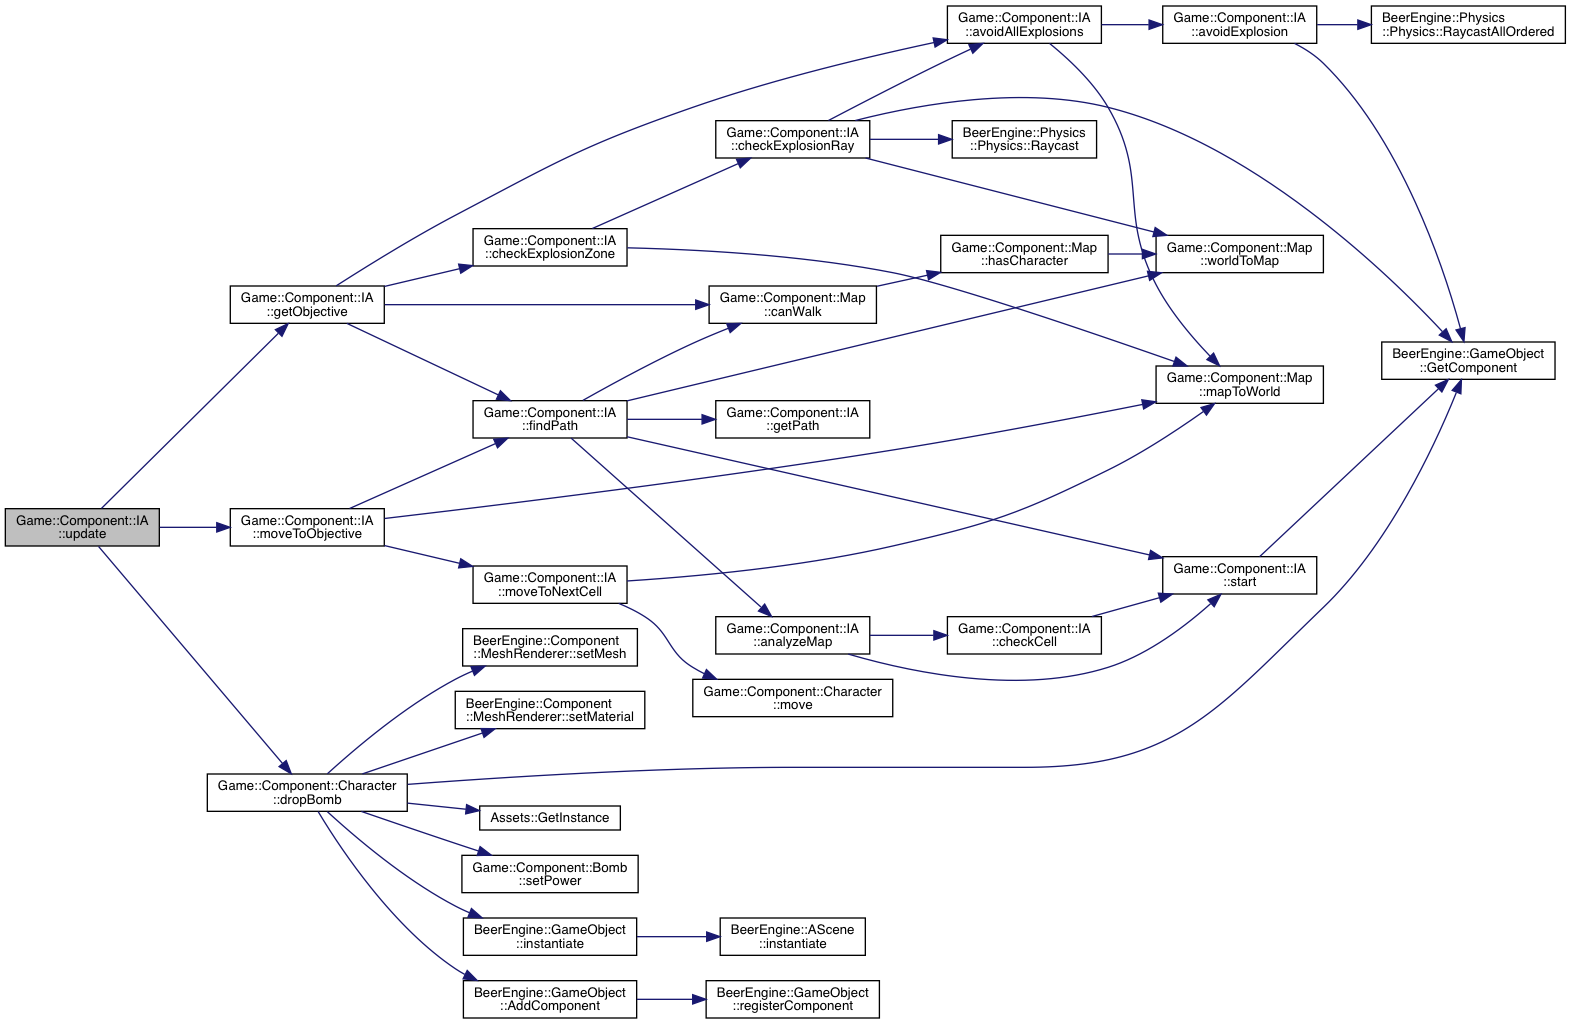 Game::Component::IA
::avoidAllExplosions
Game::Component::IA
::avoidExplosion
BeerEngine::Physics
::Physics::RaycastAllOrdered
Game::Component::IA
::checkExplosionRay
BeerEngine::Physics
::Physics::Raycast
Game::Component::IA
::checkExplosionZone
Game::Component::Map
::hasCharacter
Game::Component::Map
::worldToMap
Game::Component::IA
::getObjective
Game::Component::Map
::canWalk
BeerEngine::GameObject
::GetComponent
Game::Component::Map
::mapToWorld
Game::Component::IA
::findPath
Game::Component::IA
::getPath
Game::Component::IA
::update
Game::Component::IA
::moveToObjective
Game::Component::IA
::moveToNextCell
Game::Component::IA
::start
Game::Component::IA
::analyzeMap
Game::Component::IA
::checkCell
BeerEngine::Component
::MeshRenderer::setMesh
Game::Component::Character
::move
BeerEngine::Component
::MeshRenderer::setMaterial
Game::Component::Character
::dropBomb
Assets::GetInstance
Game::Component::Bomb
::setPower
BeerEngine::GameObject
::instantiate
BeerEngine::AScene
::instantiate
BeerEngine::GameObject
::AddComponent
BeerEngine::GameObject
::registerComponent